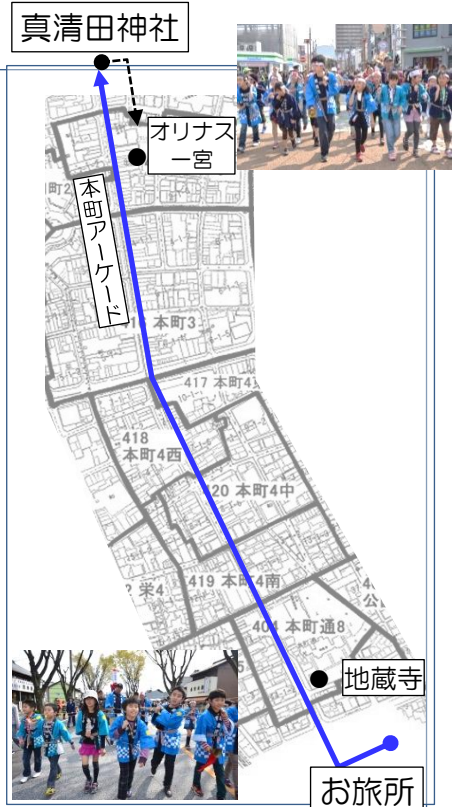 真清田神社
オリナス
一宮
本町アーケード
本町3
417 本町4
418
本町4西
420 本町4中
419 本町4南
栄4
404 本町通8
地蔵寺
お旅所